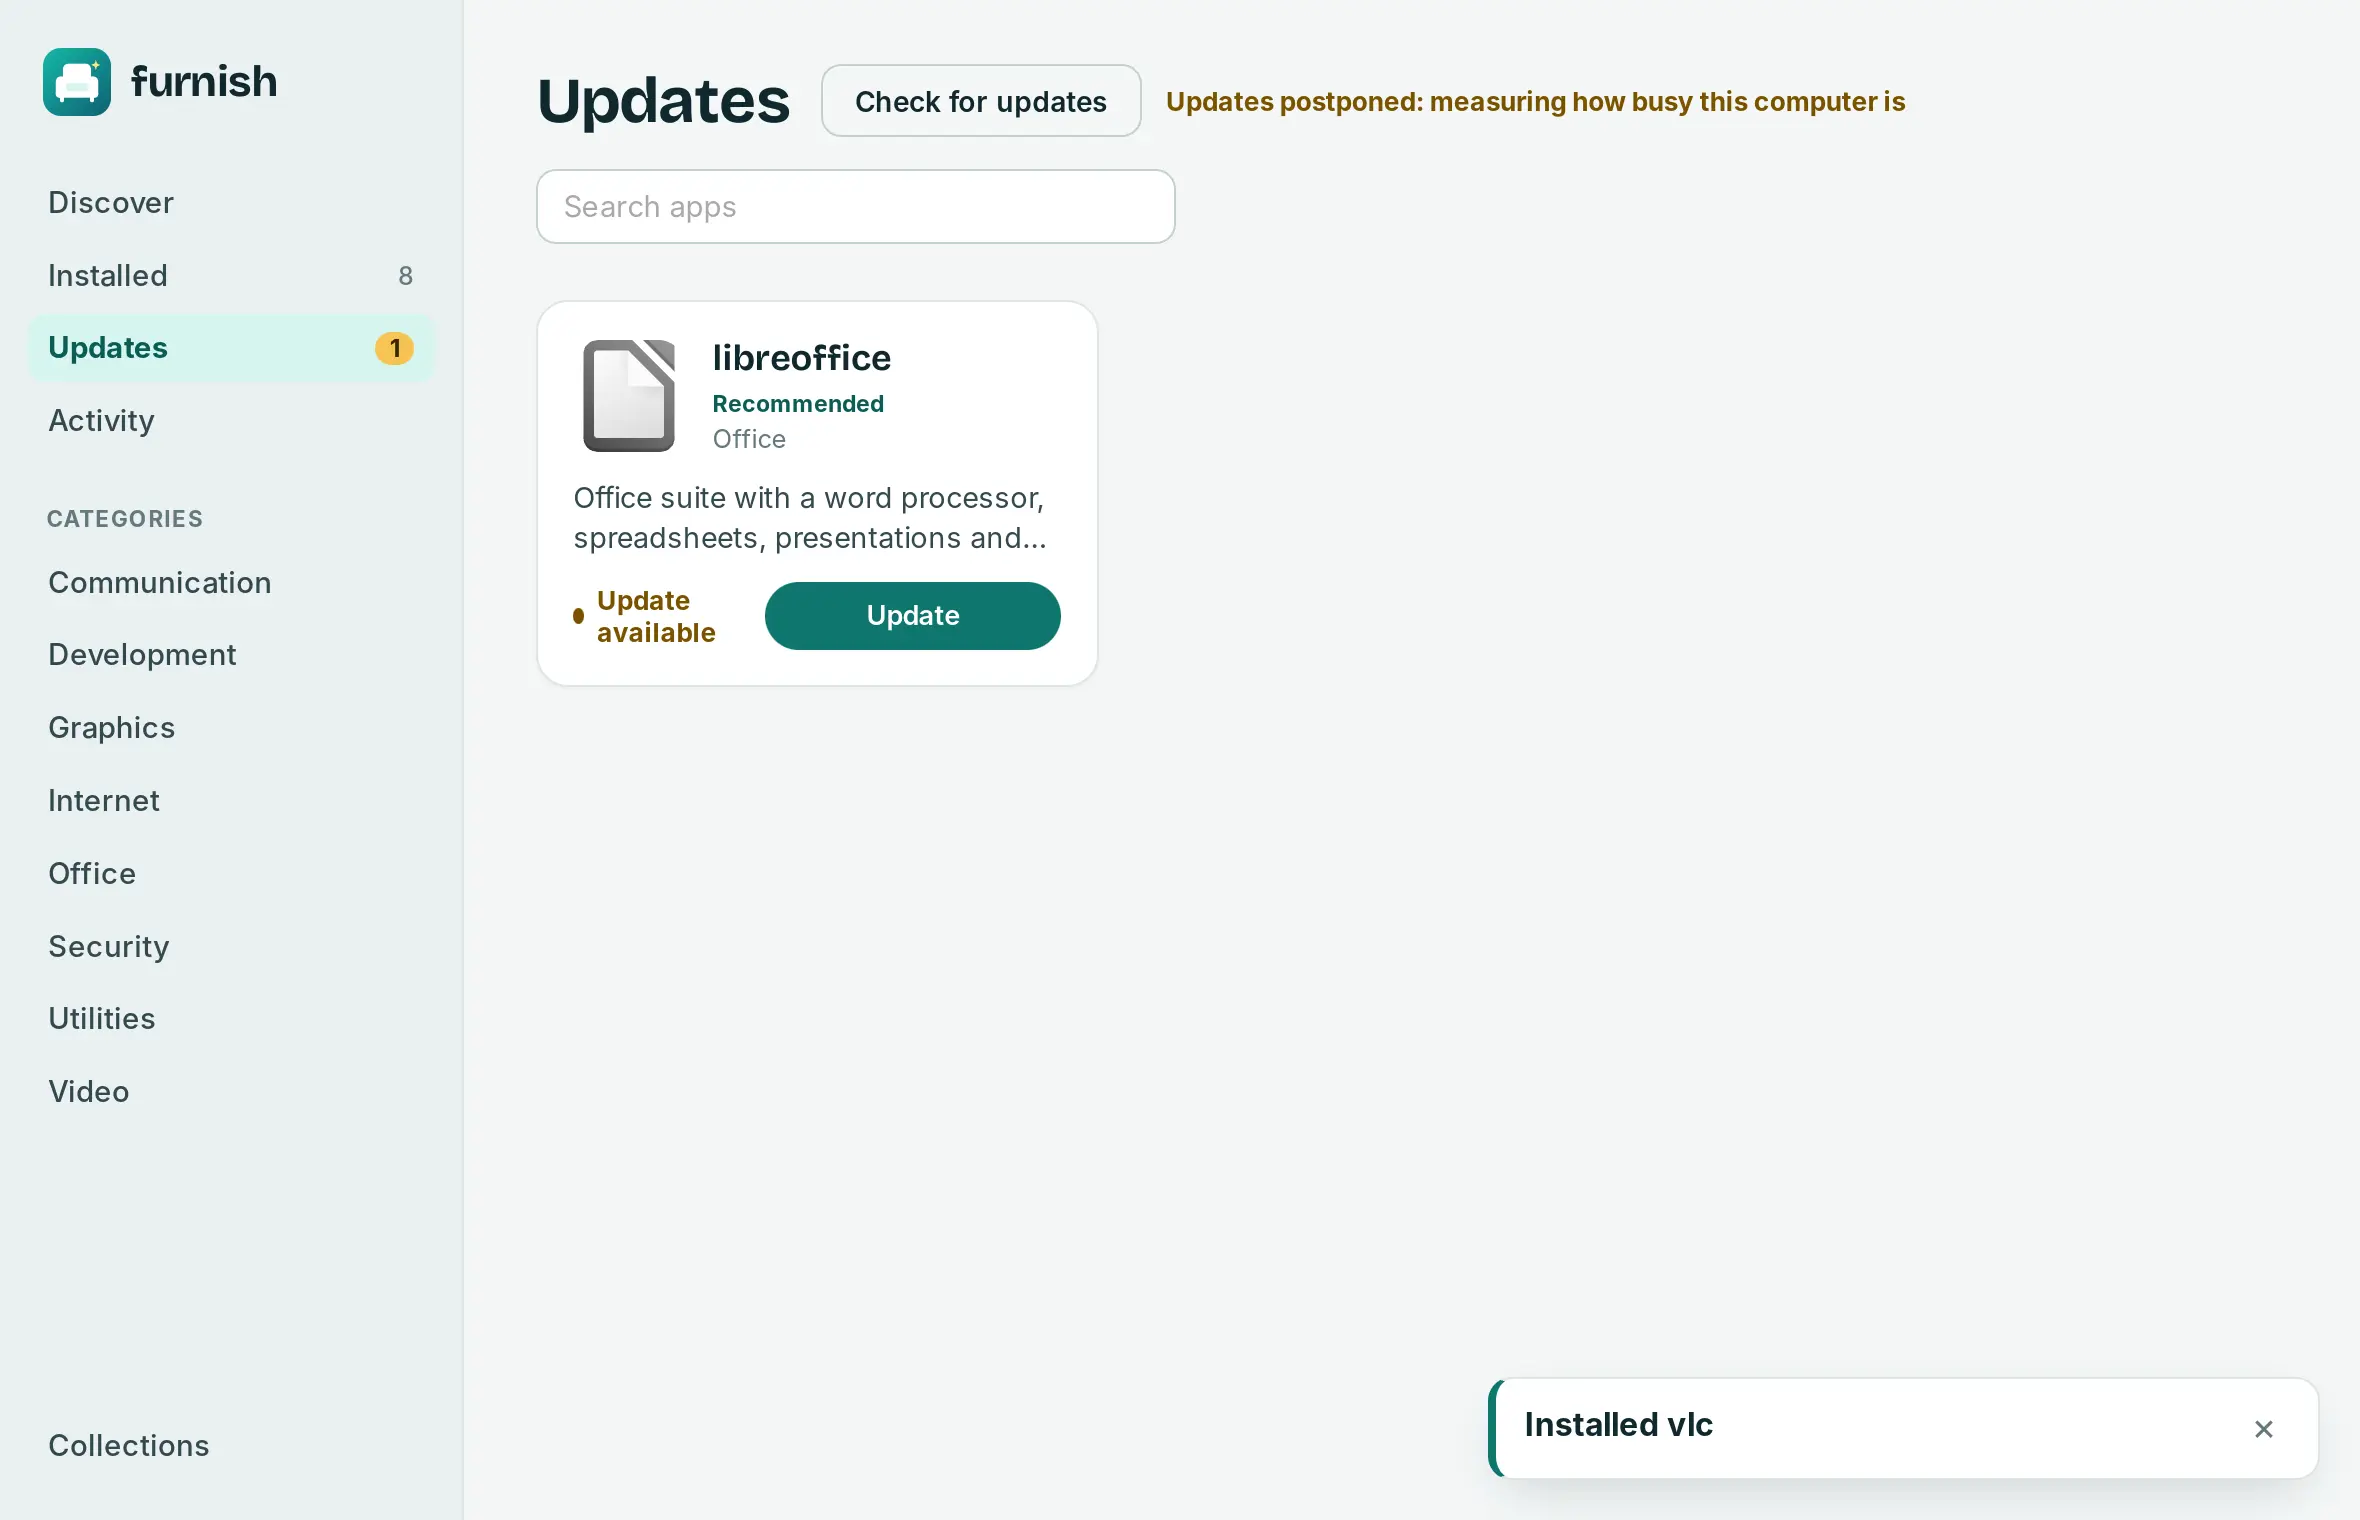 furnish
Discover
Installed 8
Updates 1
Activity
CATEGORIES
Communication
Development
Graphics
Internet
Office
Security
Utilities
Video
Collections
Updates
Check for updates
Updates postponed: measuring how busy this computer is
Search apps
libreoffice
Recommended
Office
Office suite with a word processor,
spreadsheets, presentations and...
Update
available
Update
Installed vlc
×